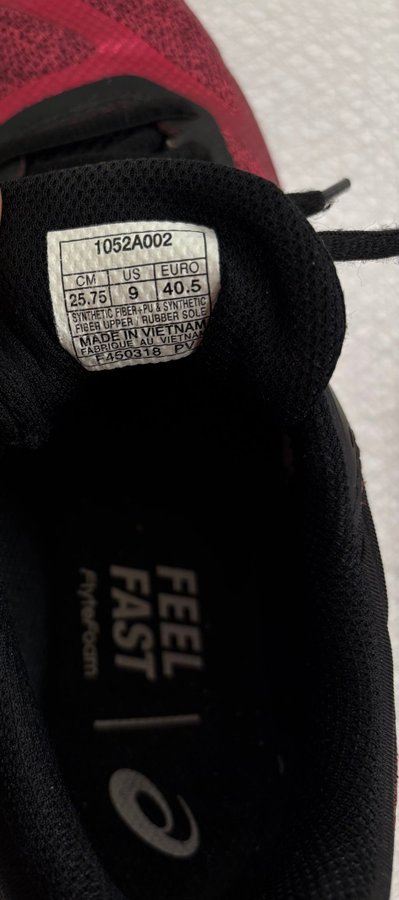 1052A002
CM US EURO
25.75 9 40.5
SYNTHETIC FIBER+PU & SYNTHETIC
FIBER UPPER / RUBBER SOLE
MADE IN VIETNAM
FABRIQUE AU VIETNAM
F450318 PV
FEEL
FAST
FlyteFoam